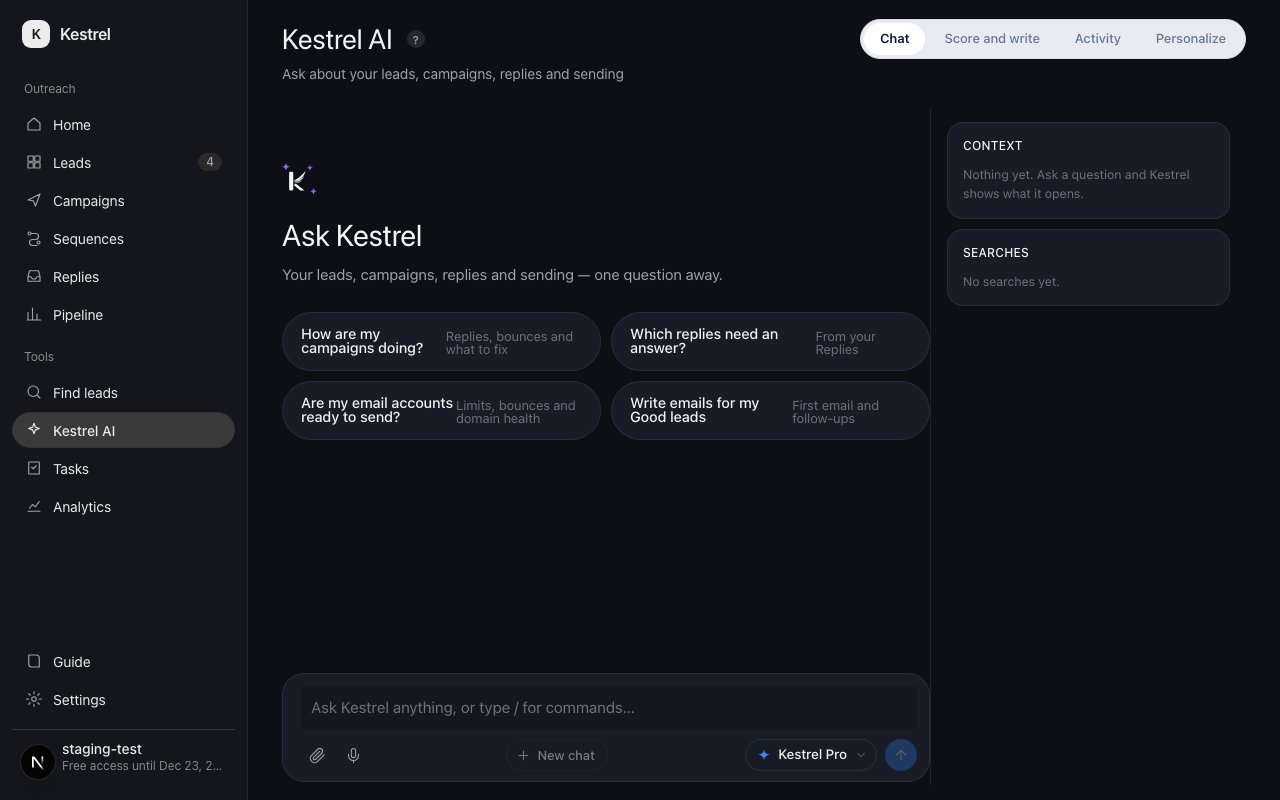 K Kestrel
Outreach
Home
Leads 4
Campaigns
Sequences
Replies
Pipeline
Tools
Find leads
Kestrel AI
Tasks
Analytics
Guide
Settings
N
staging-test
Free access until Dec 23, 2...
Kestrel AI ?
Ask about your leads, campaigns, replies and sending
Chat Score and write Activity Personalize
K
Ask Kestrel
Your leads, campaigns, replies and sending — one question away.
How are my
campaigns doing?
Replies, bounces and
what to fix
Which replies need an
answer?
From your
Replies
Are my email accounts
ready to send?
Limits, bounces and
domain health
Write emails for my
Good leads
First email and
follow-ups
Ask Kestrel anything, or type / for commands...
New chat
Kestrel Pro
CONTEXT
Nothing yet. Ask a question and Kestrel
shows what it opens.
SEARCHES
No searches yet.